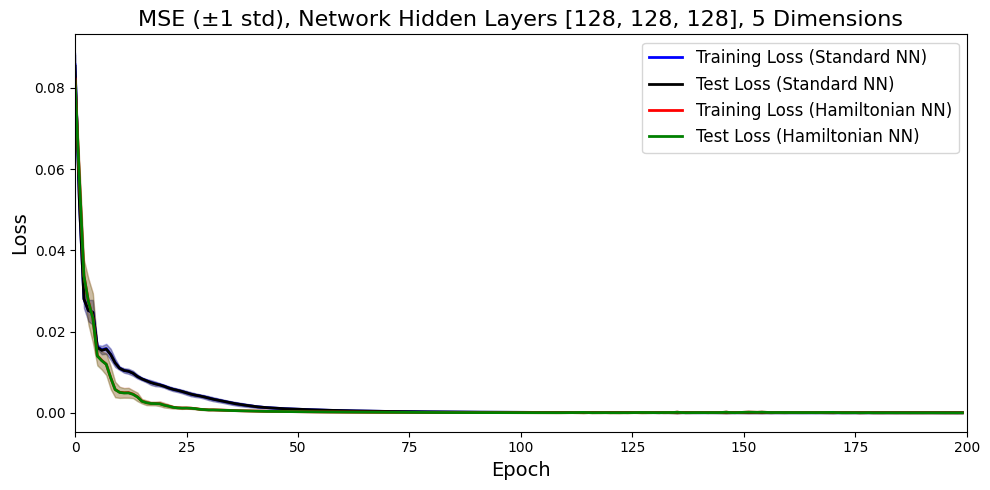 MSE (±1 std), Network Hidden Layers [128, 128, 128], 5 Dimensions
Training Loss (Standard NN)
Test Loss (Standard NN)
Training Loss (Hamiltonian NN)
Test Loss (Hamiltonian NN)
Loss
0.08
0.06
0.04
0.02
0.00
0 25 50 75 100 125 150 175 200
Epoch